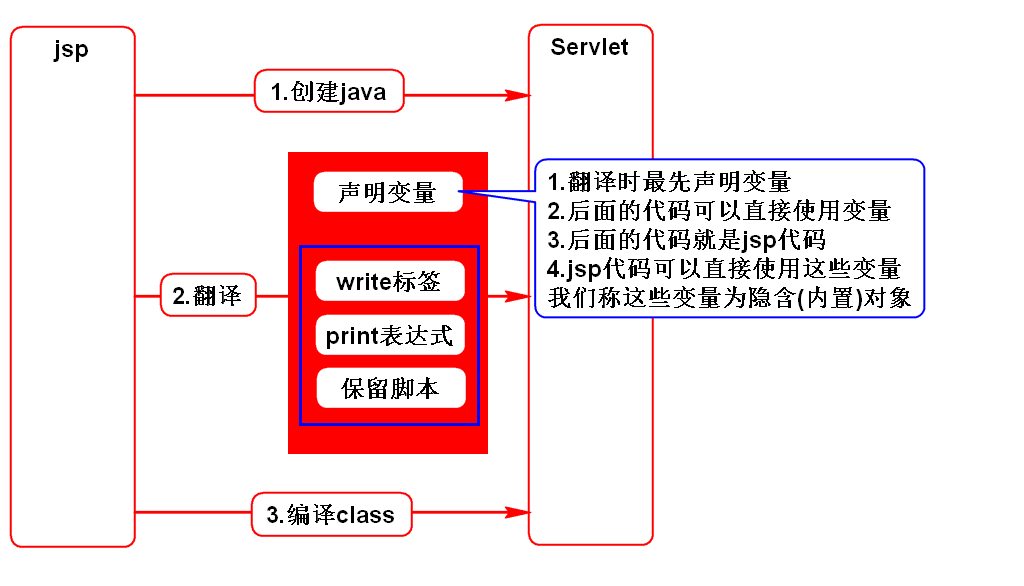 jsp
Servlet
1.创建java
声明变量
1.翻译时最先声明变量
2.后面的代码可以直接使用变量
3.后面的代码就是jsp代码
4.jsp代码可以直接使用这些变量
我们称这些变量为隐含(内置)对象
2.翻译
write标签
print表达式
保留脚本
3.编译class